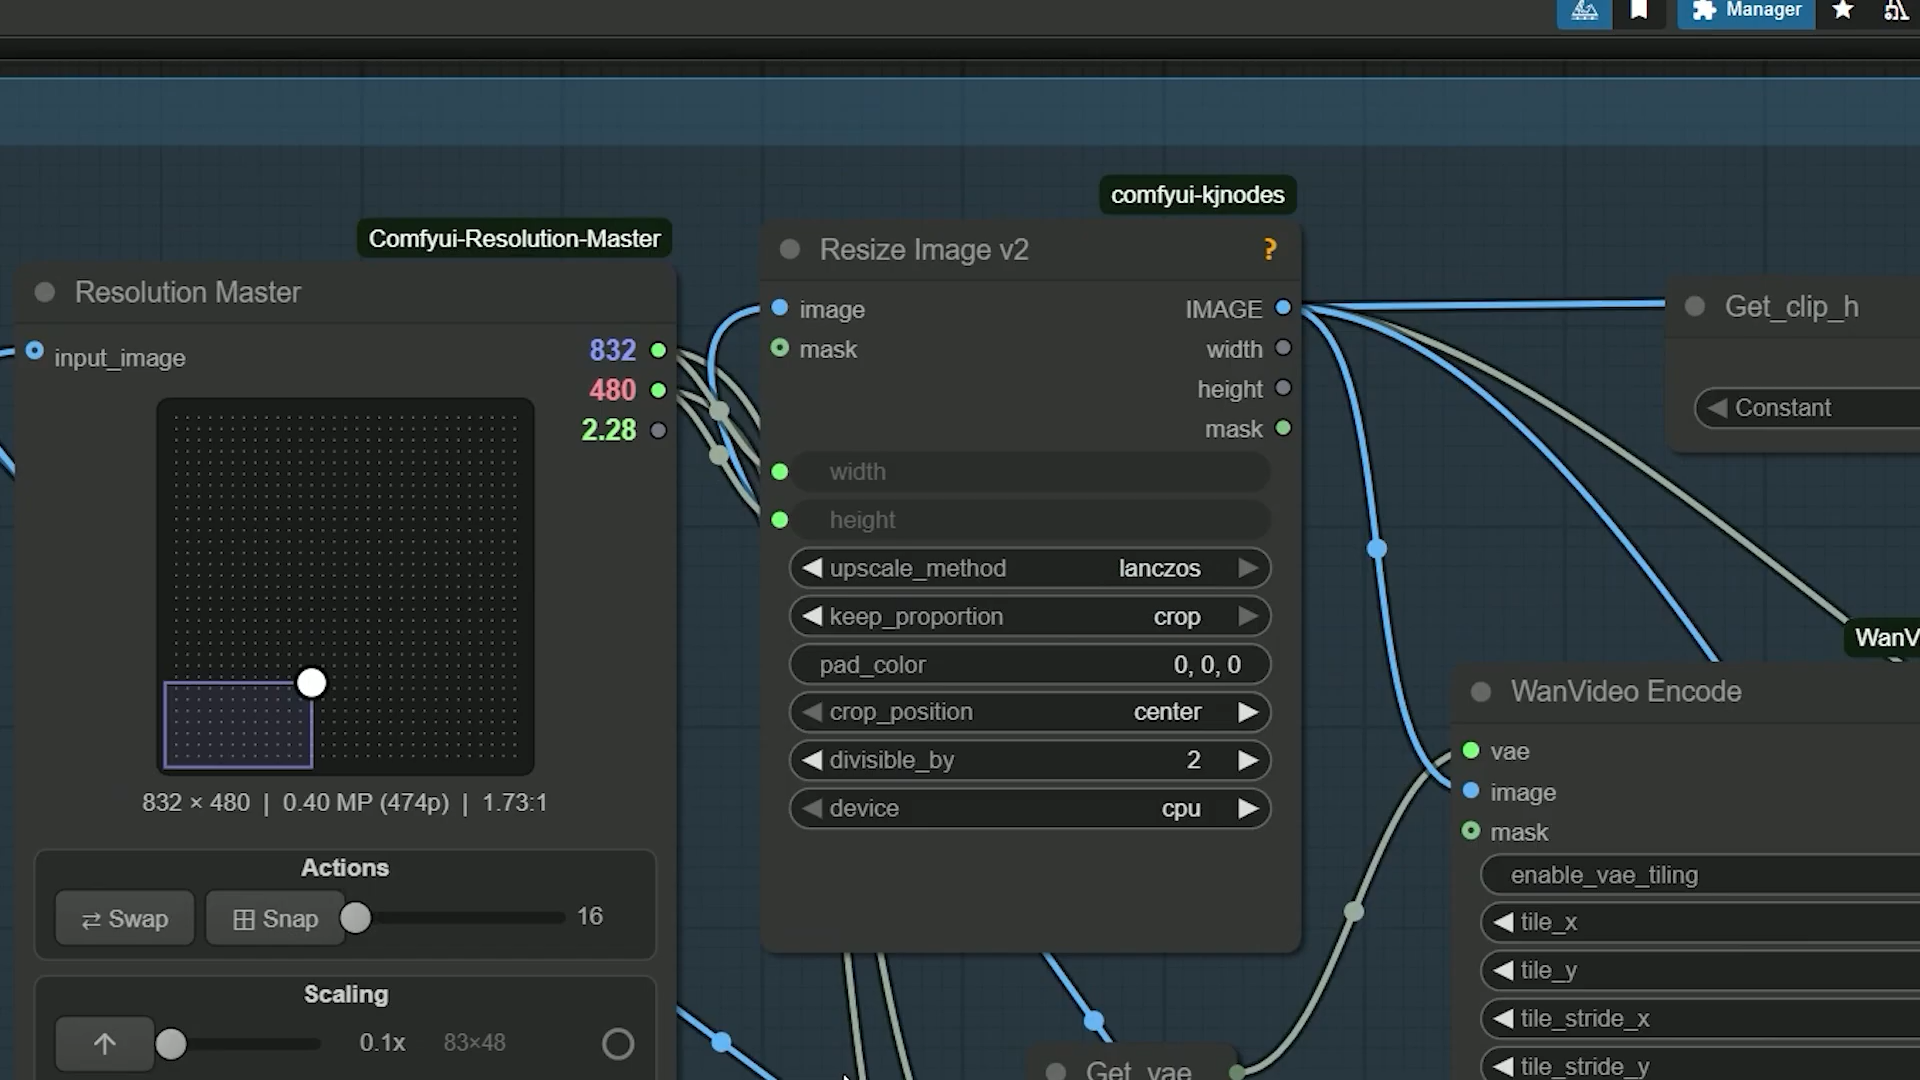 Manager
comfyui-kjnodes
Comfyui-Resolution-Master
Resolution Master
input_image
832
480
2.28
832 × 480 | 0.40 MP (474p) | 1.73:1
Actions
Swap
Snap
16
Scaling
0.1x
83×48
Resize Image v2
?
image
IMAGE
mask
width
height
mask
width
height
upscale_method lanczos
keep_proportion crop
pad_color 0, 0, 0
crop_position center
divisible_by 2
device cpu
Get_clip_h
Constant
WanV
WanVideo Encode
vae
image
mask
enable_vae_tiling
tile_x
tile_y
tile_stride_x
tile_stride_y
Get_vae